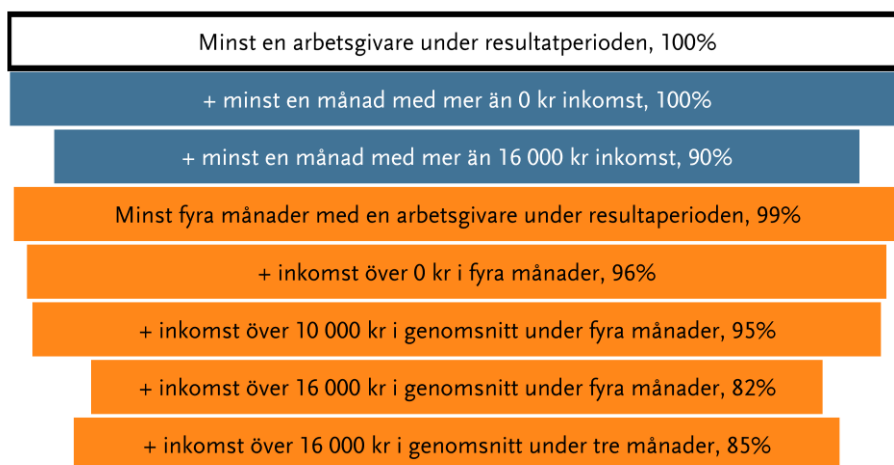 Minst en arbetsgivare under resultatperioden, 100%
+ minst en månad med mer än 0 kr inkomst, 100%
+ minst en månad med mer än 16 000 kr inkomst, 90%
Minst fyra månader med en arbetsgivare under resultaperioden, 99%
+ inkomst över 0 kr i fyra månader, 96%
+ inkomst över 10 000 kr i genomsnitt under fyra månader, 95%
+ inkomst över 16 000 kr i genomsnitt under fyra månader, 82%
+ inkomst över 16 000 kr i genomsnitt under tre månader, 85%